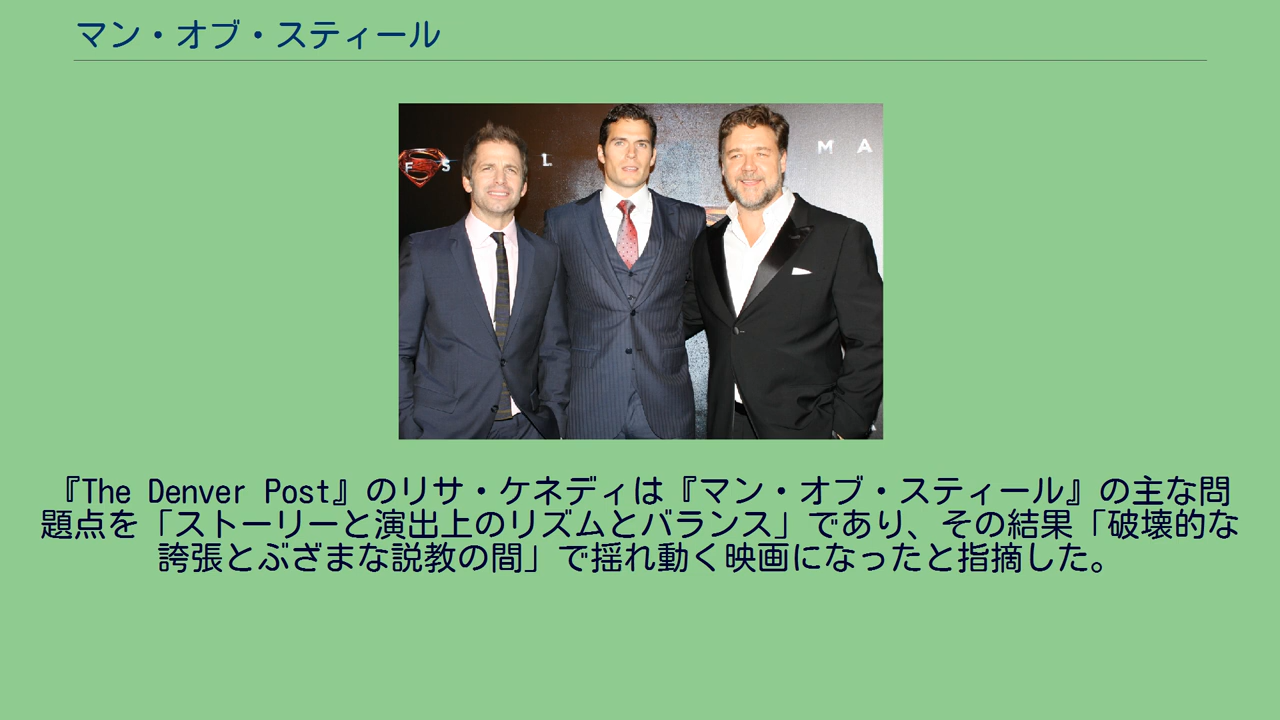 マン・オブ・スティール
F S L M A
『The Denver Post』のリサ・ケネディは『マン・オブ・スティール』の主な問
題点を「ストーリーと演出上のリズムとバランス」であり、その結果「破壊的な
誇張とぶざまな説教の間」で揺れ動く映画になったと指摘した。